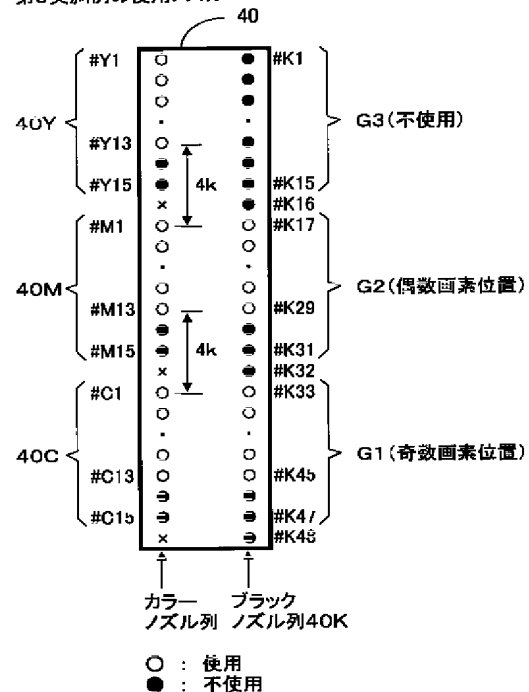 40
#Y1
#K1
40Y
G3(不使用)
#Y13
#Y15
4k
#K15
#K16
#M1
#K17
40M
G2(偶数画素位置)
#M13
#K29
#M15
4k
#K31
#K32
#C1
#K33
40C
G1(奇数画素位置)
#C13
#K45
#C15
#K47
#K48
カラー
ノズル列
ブラック
ノズル列40K
○ : 使用
● : 不使用